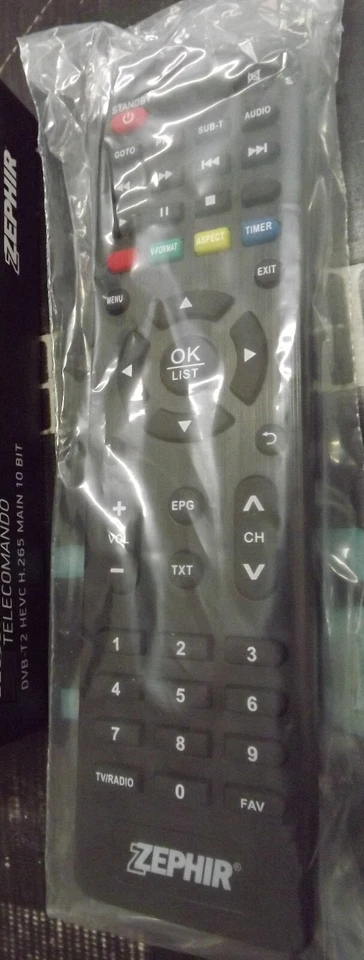 STANDBY
AUDIO
SUB-T
GOTO
V-FORMAT
ASPECT
TIMER
EXIT
MENU
OK
LIST
+
EPG
VOL
CH
-
TXT
1 2 3
4 5 6
7 8 9
TV/RADIO
0
FAV
ZEPHIR®
ZEPHIR
TELECOMANDO
DVB-T2 HEVC H.265 MAIN 10 BIT